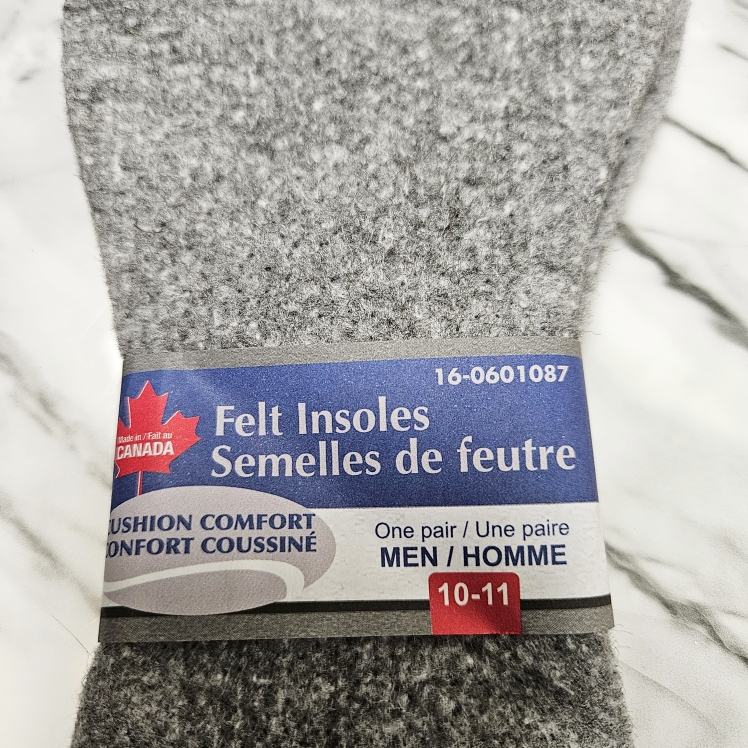 16-0601087
Felt Insoles
Semelles de feutre
Made in / Fait au
CANADA
USHION COMFORT
ONFORT COUSSINÉ
One pair / Une paire
MEN / HOMME
10-11